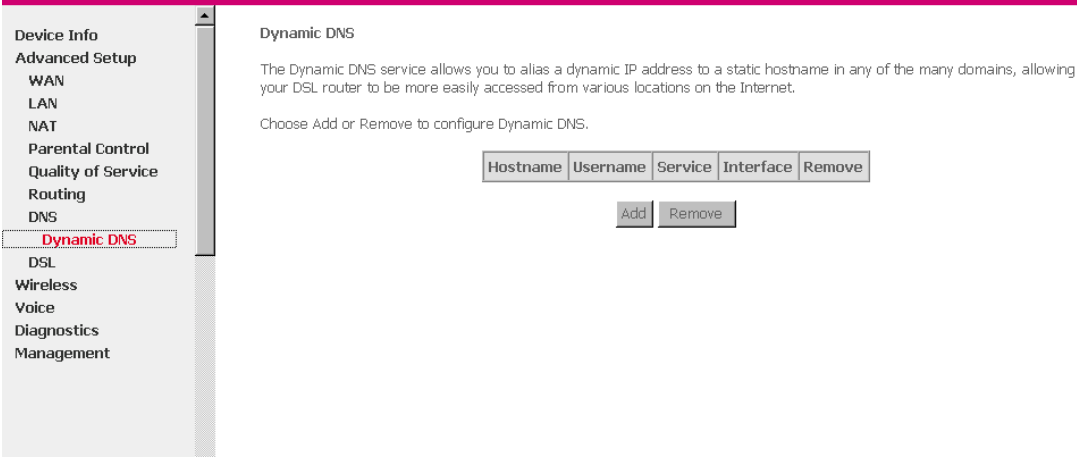 Device Info
Advanced Setup
WAN
LAN
NAT
Parental Control
Quality of Service
Routing
DNS
Dynamic DNS
DSL
Wireless
Voice
Diagnostics
Management
Dynamic DNS
The Dynamic DNS service allows you to alias a dynamic IP address to a static hostname in any of the many domains, allowing
your DSL router to be more easily accessed from various locations on the Internet.
Choose Add or Remove to configure Dynamic DNS.
Hostname Username Service Interface Remove
Add Remove